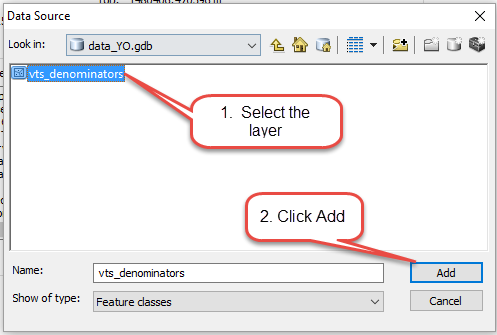 Data Source
Look in:
data_YO.gdb
vts_denominators
1. Select the
layer
2. Click Add
Name:
vts_denominators
Add
Show of type:
Feature classes
Cancel